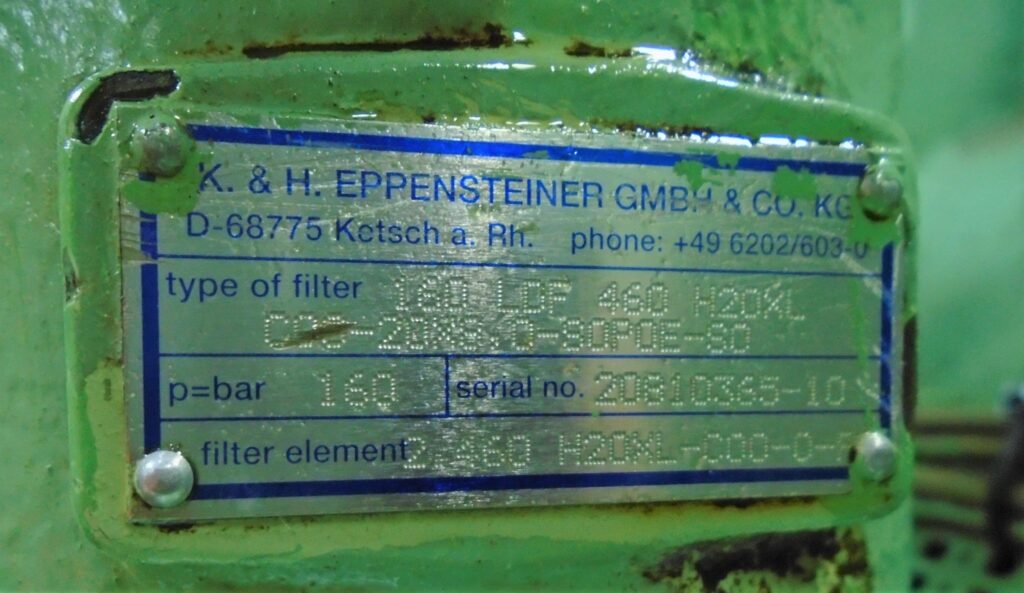 K. & H. EPPENSTEINER GMBH & CO. KG
D-68775 Ketsch a. Rh. phone: +49 6202/603-0
type of filter 160 LDF 460 H20XL
p=bar 160 serial no. 20810365-10
filter element 2.460 H20XL-C00-0-